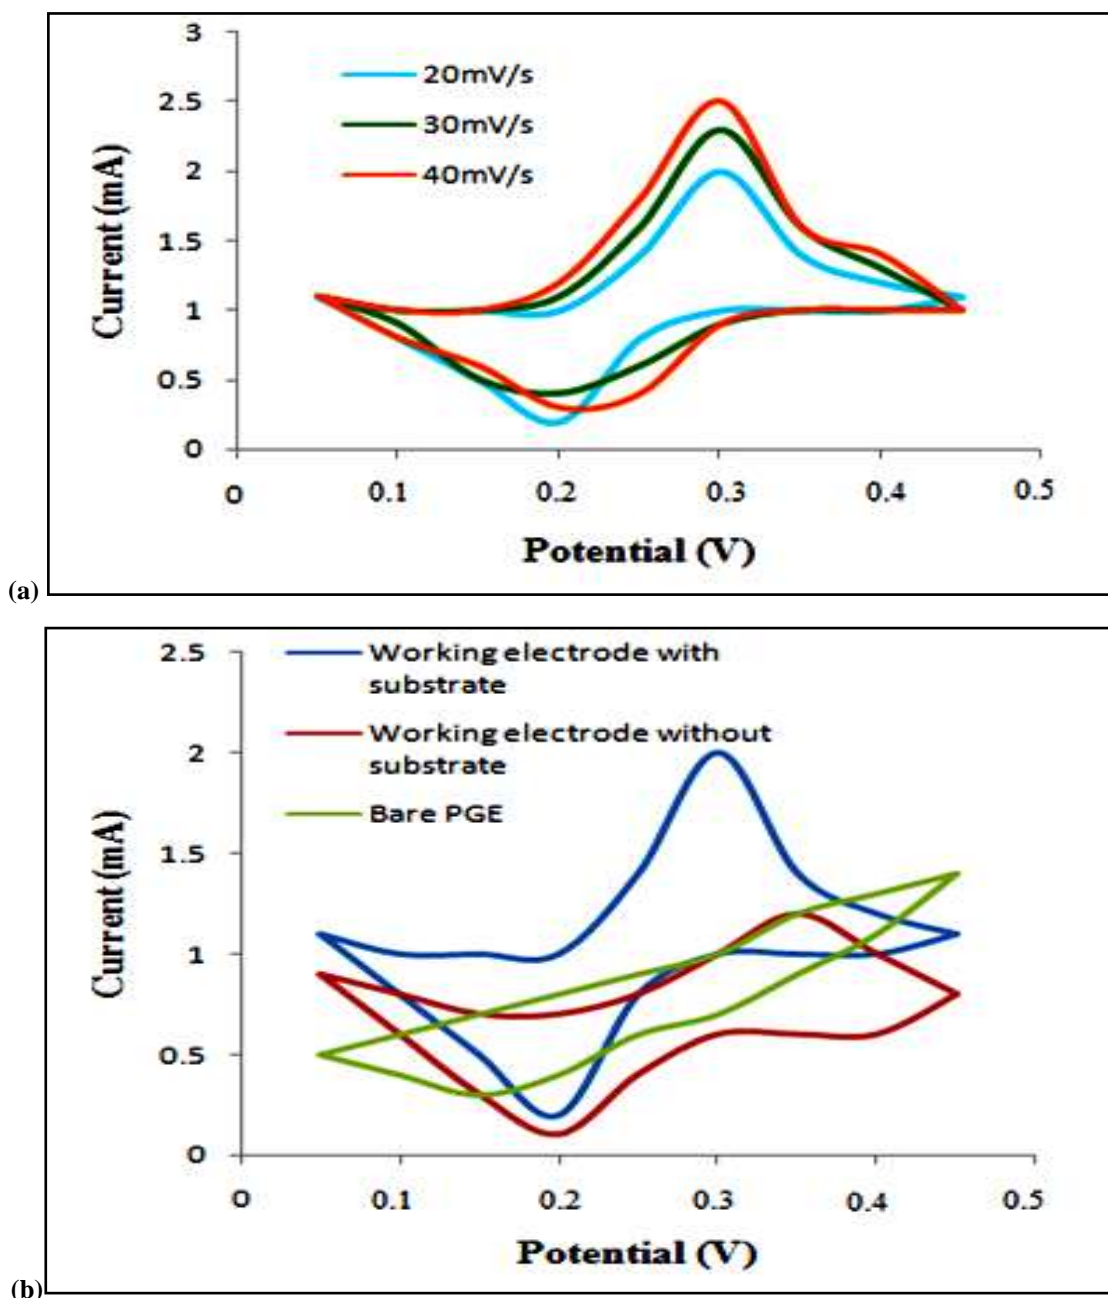 3
2.5
2
1.5
1
0.5
0
20mV/s
30mV/s
40mV/s
Current (mA)
0 0.1 0.2 0.3 0.4 0.5
Potential (V)
(a)
2.5
2
1.5
1
0.5
0
Working electrode with
substrate
Working electrode without
substrate
Bare PGE
Current (mA)
0 0.1 0.2 0.3 0.4 0.5
Potential (V)
(b)